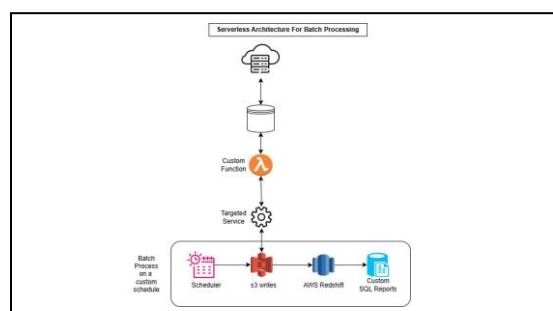 Serverless Architecture For Batch Processing
Custom
Function
Targeted
Service
Batch
Process
on a
custom
schedule
Scheduler
s3 writes
AWS Redshift
Custom
SQL Reports